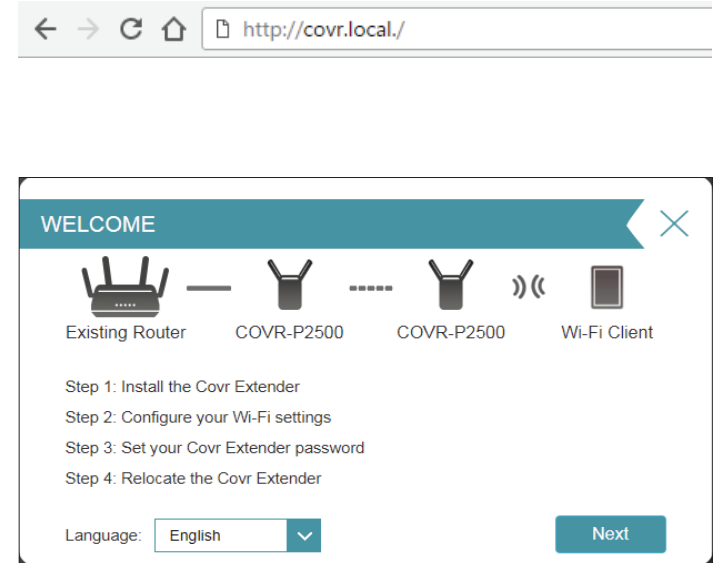 http://covr.local./
WELCOME
Existing Router COVR-P2500 COVR-P2500 Wi-Fi Client
Step 1: Install the Covr Extender
Step 2: Configure your Wi-Fi settings
Step 3: Set your Covr Extender password
Step 4: Relocate the Covr Extender
Language: English Next